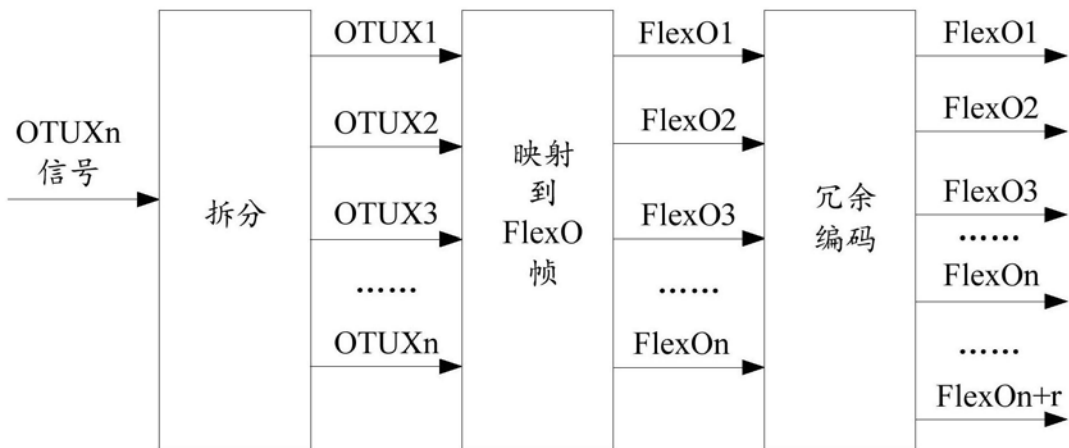 OTUXn
信号
拆分
OTUX1
OTUX2
OTUX3
......
OTUXn
映射
到
FlexO
帧
FlexO1
FlexO2
FlexO3
......
FlexOn
冗余
编码
FlexO1
FlexO2
FlexO3
......
FlexOn
......
FlexOn+r